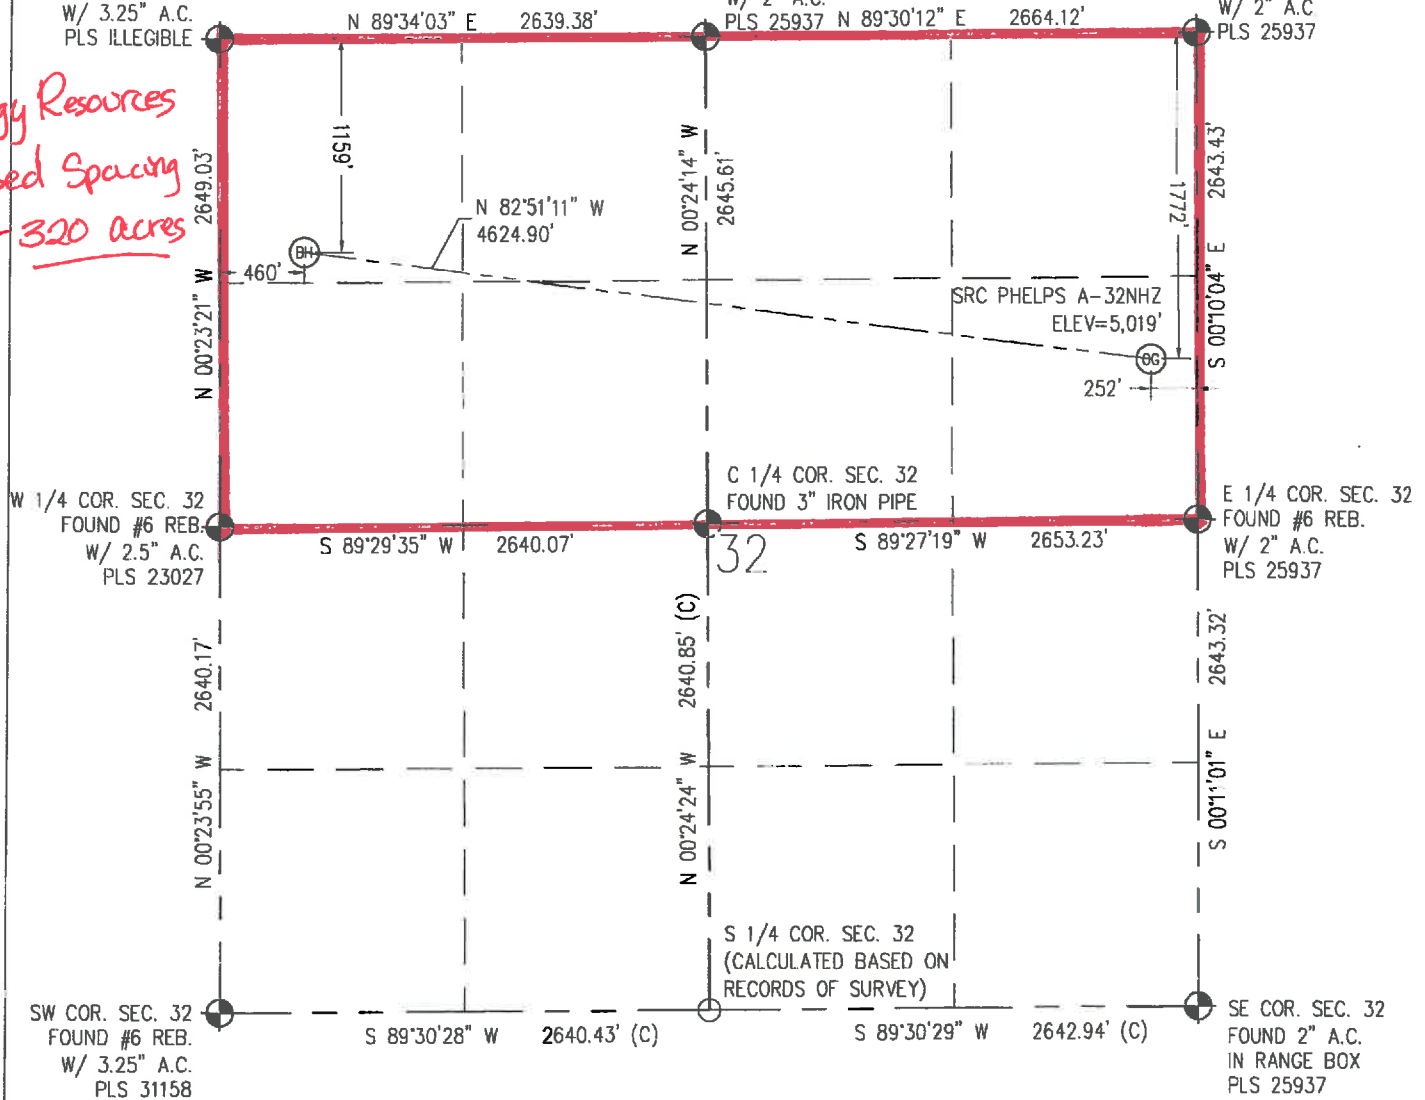 W/ 3.25" A.C.
PLS ILLEGIBLE
N 89°34'03" E 2639.38'
PLS 25937
N 89°30'12" E 2664.12'
W/ 2" A.C
PLS 25937
Resources
Spacing
320 acres
2649.03'
N 00°23'21" W
1159'
N 82°51'11" W
4624.90'
BH
460'
N 00°24'14" W
2645.61'
2643.43'
1772'
S 00°10'04" E
SRC PHELPS A-32NHZ
ELEV=5,019'
OG
252'
W 1/4 COR. SEC. 32
FOUND #6 REB.
W/ 2.5" A.C.
PLS 23027
C 1/4 COR. SEC. 32
FOUND 3" IRON PIPE
E 1/4 COR. SEC. 32
FOUND #6 REB.
W/ 2" A.C.
PLS 25937
S 89°29'35" W 2640.07'
S 89°27'19" W 2653.23'
32
2640.17'
N 00°23'55" W
2640.85' (C)
N 00°24'24" W
2643.32'
S 00°11'01" E
S 1/4 COR. SEC. 32
(CALCULATED BASED ON
RECORDS OF SURVEY)
SW COR. SEC. 32
FOUND #6 REB.
W/ 3.25" A.C.
PLS 31158
S 89°30'28" W 2640.43' (C)
S 89°30'29" W 2642.94' (C)
SE COR. SEC. 32
FOUND 2" A.C.
IN RANGE BOX
PLS 25937